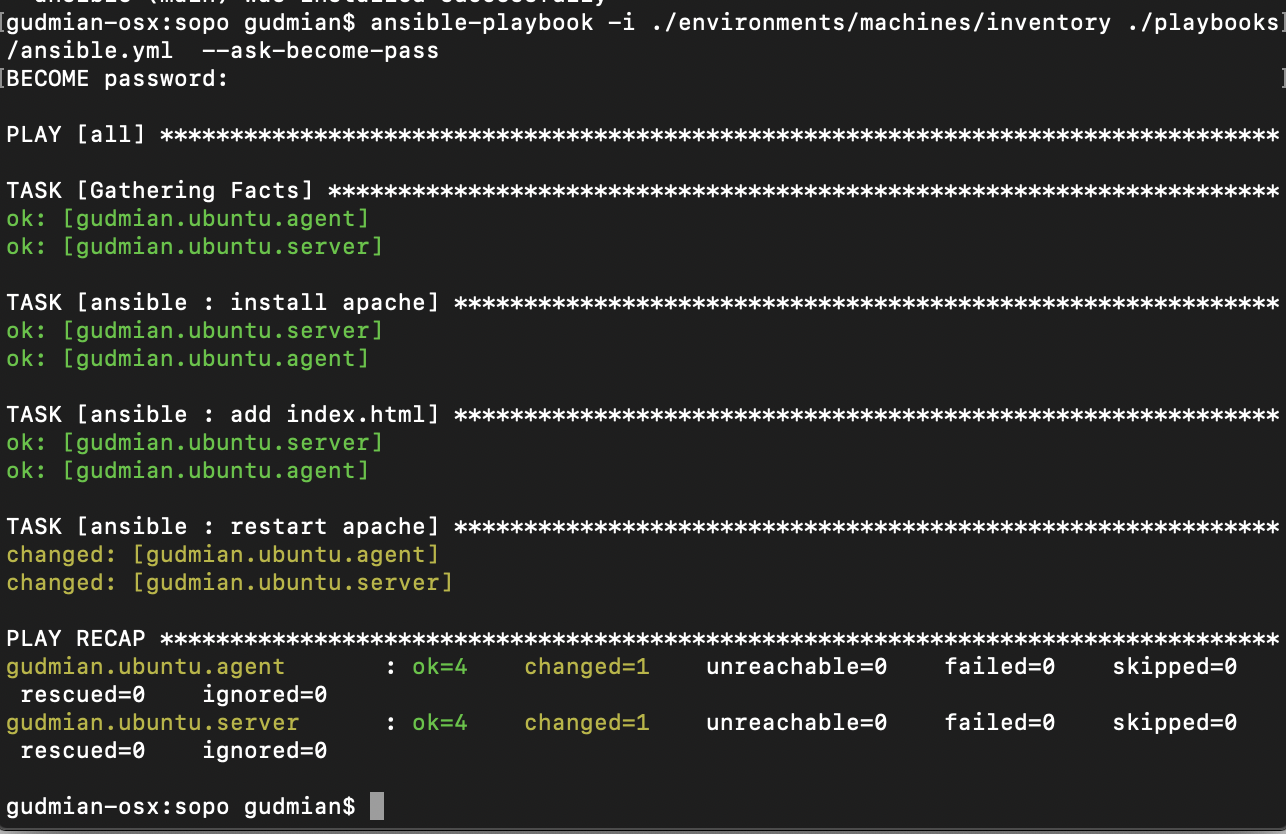 ansible (main) was installed successfully
[gudmian-osx:sopo gudmian$ ansible-playbook -i ./environments/machines/inventory ./playbooks]
/ansible.yml  --ask-become-pass
[BECOME password: ]
PLAY [all] ********************************************************************************
TASK [Gathering Facts] ********************************************************************
ok: [gudmian.ubuntu.agent]
ok: [gudmian.ubuntu.server]
TASK [ansible : install apache] ***********************************************************
ok: [gudmian.ubuntu.server]
ok: [gudmian.ubuntu.agent]
TASK [ansible : add index.html] ***********************************************************
ok: [gudmian.ubuntu.server]
ok: [gudmian.ubuntu.agent]
TASK [ansible : restart apache] ***********************************************************
changed: [gudmian.ubuntu.agent]
changed: [gudmian.ubuntu.server]
PLAY RECAP ********************************************************************************
gudmian.ubuntu.agent       : ok=4    changed=1    unreachable=0    failed=0    skipped=0
 rescued=0    ignored=0
gudmian.ubuntu.server      : ok=4    changed=1    unreachable=0    failed=0    skipped=0
 rescued=0    ignored=0
gudmian-osx:sopo gudmian$